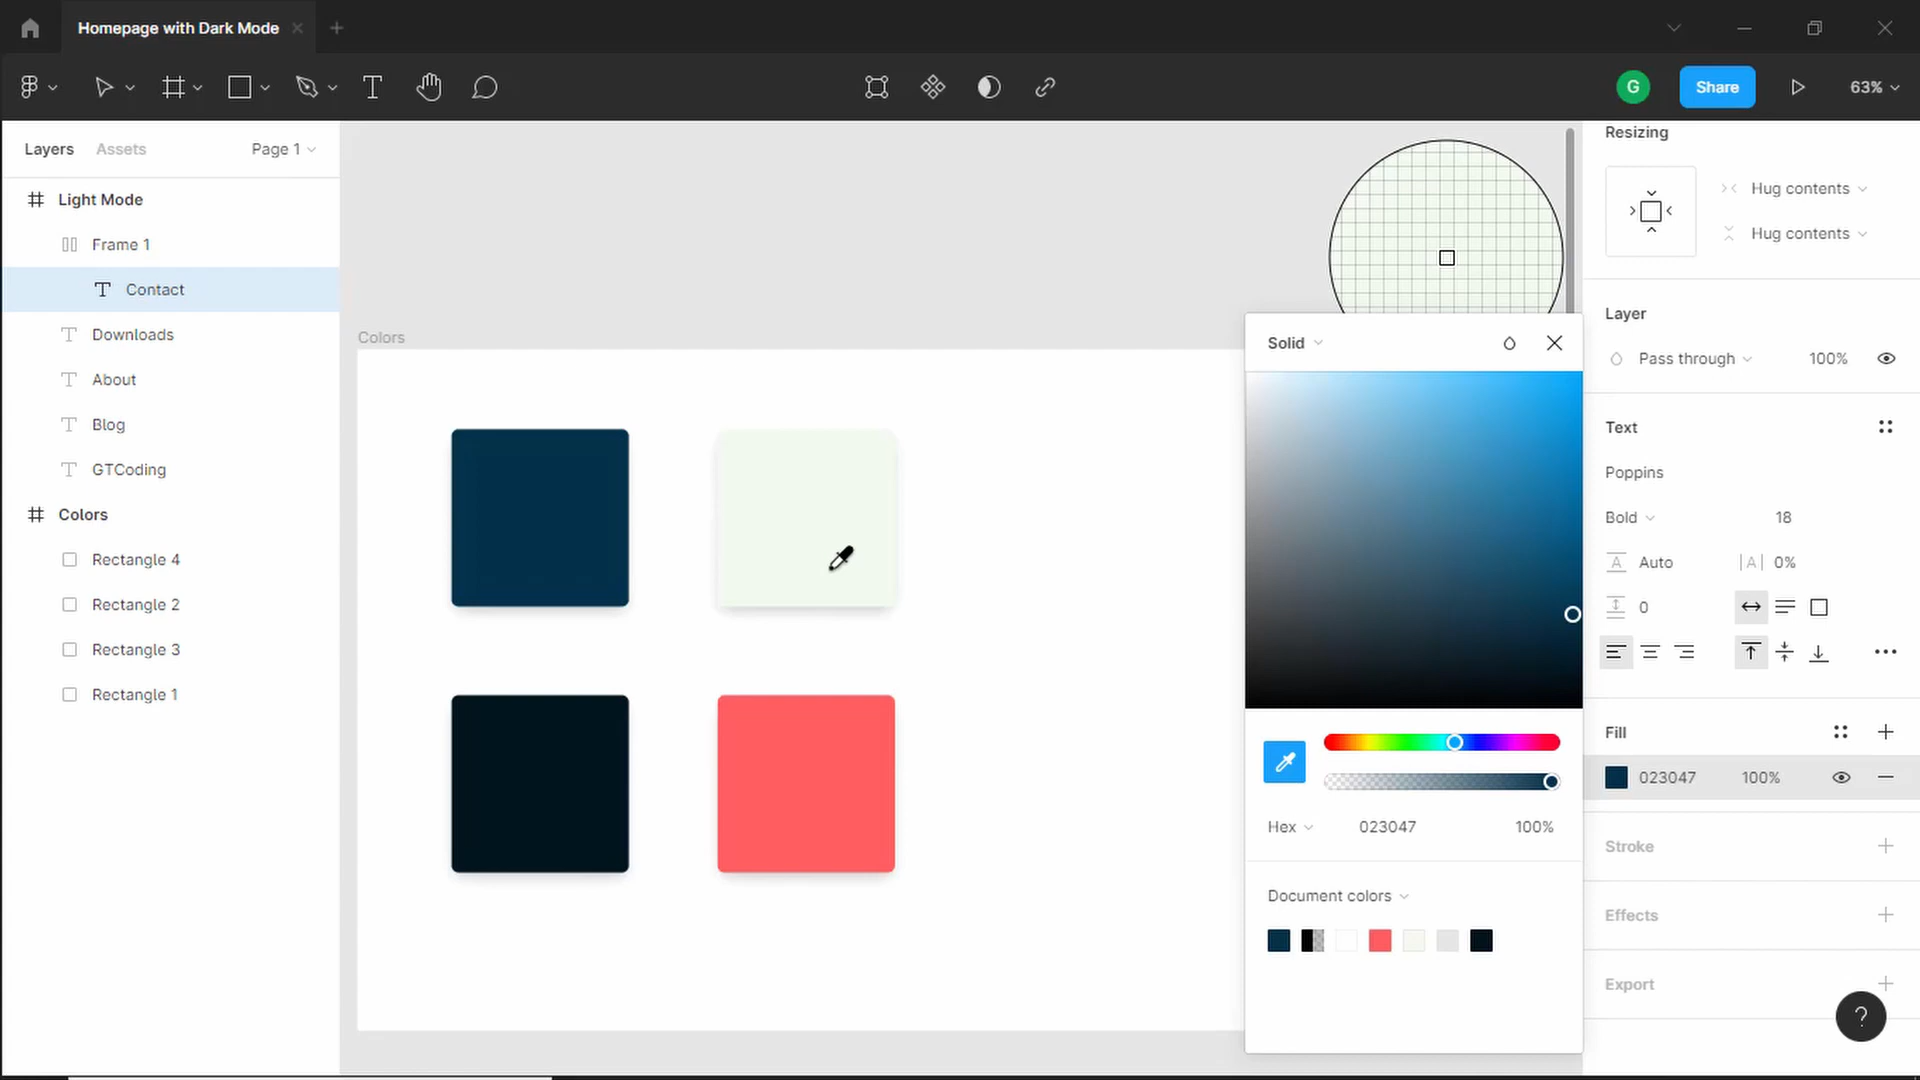 Homepage with Dark Mode
G
Share
63%
Layers
Assets
Page 1
Light Mode
Frame 1
Contact
Downloads
About
Blog
GTCoding
Colors
Rectangle 4
Rectangle 2
Rectangle 3
Rectangle 1
Colors
Solid
Hex
023047
100%
Document colors
Resizing
Hug contents
Hug contents
Layer
Pass through
100%
Text
Poppins
Bold
18
Auto
0%
0
Fill
023047
100%
Stroke
Effects
Export
?